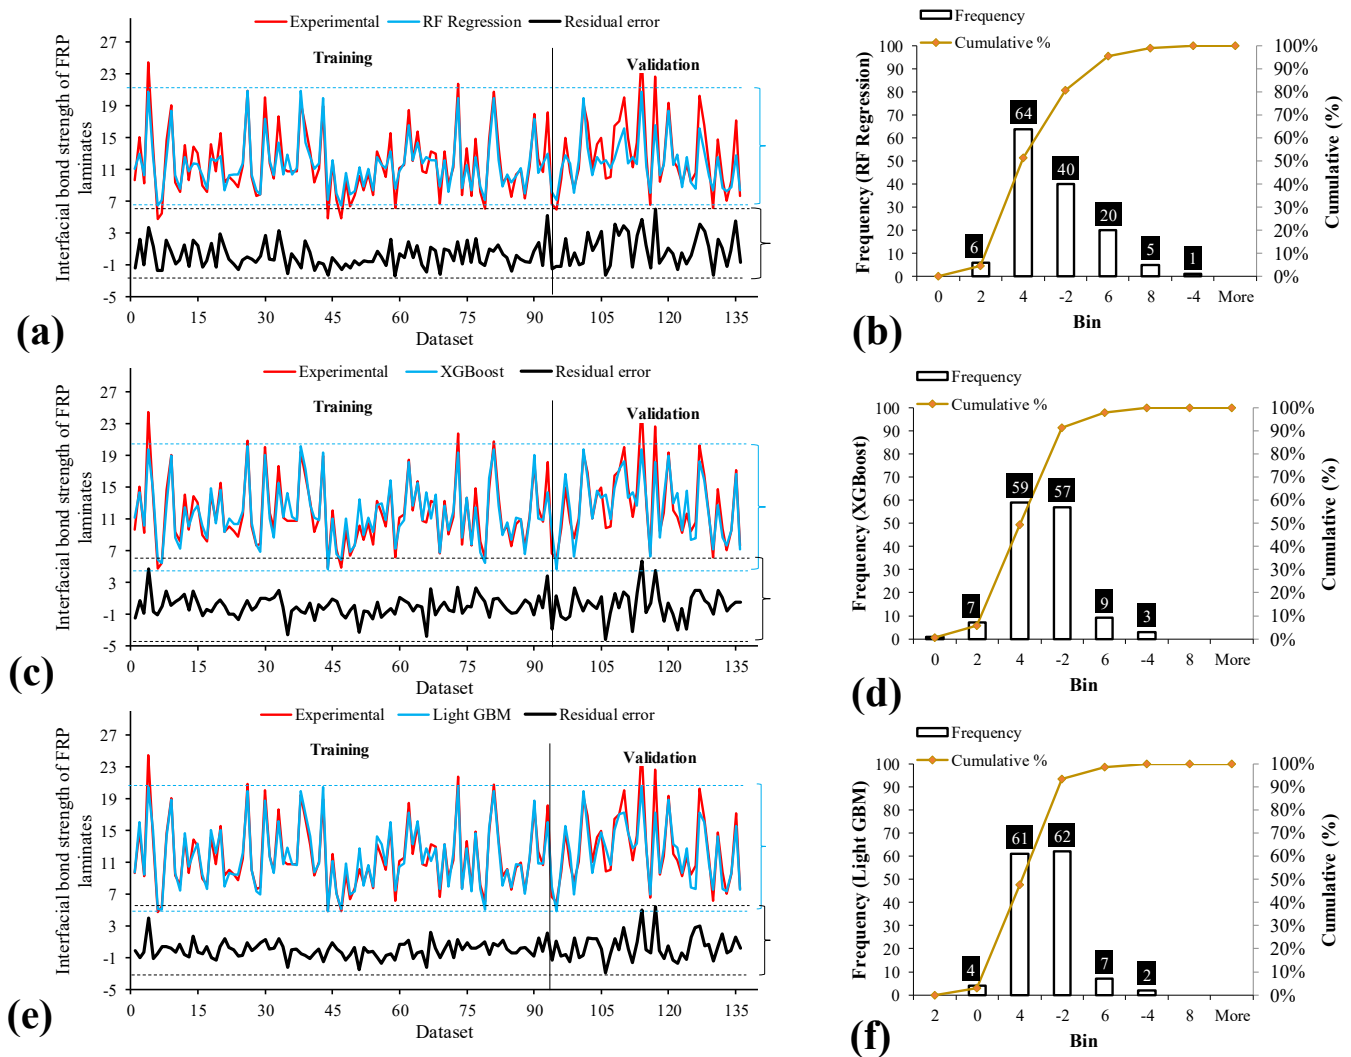 Experimental RF Regression Residual error
27
23
19
15
11
7
3
-1
-5
Training
Validation
Interfacial bond strength of FRP
laminates
0 15 30 45 60 75 90 105 120 135
Dataset
(a)
Frequency
Cumulative %
100
90
80
70
60
50
40
30
20
10
0
6
64
40
20
5
1
100%
90%
80%
70%
60%
50%
40%
30%
20%
10%
0%
Frequency (RF Regression)
Cumulative (%)
0 2 4 -2 6 8 -4 More
Bin
(b)
Experimental XGBoost Residual error
27
23
19
15
11
7
3
-1
-5
Training
Validation
Interfacial bond strength of FRP
laminates
0 15 30 45 60 75 90 105 120 135
Dataset
(c)
Frequency
Cumulative %
100
90
80
70
60
50
40
30
20
10
0
7
59
57
9
3
100%
90%
80%
70%
60%
50%
40%
30%
20%
10%
0%
Frequency (XGBoost)
Cumulative (%)
0 2 4 -2 6 -4 8 More
Bin
(d)
Experimental Light GBM Residual error
27
23
19
15
11
7
3
-1
-5
Training
Validation
Interfacial bond strength of FRP
laminates
0 15 30 45 60 75 90 105 120 135
Dataset
(e)
Frequency
Cumulative %
100
90
80
70
60
50
40
30
20
10
0
4
61
62
7
2
100%
90%
80%
70%
60%
50%
40%
30%
20%
10%
0%
Frequency (Light GBM)
Cumulative (%)
2 0 4 -2 6 -4 8 More
Bin
(f)